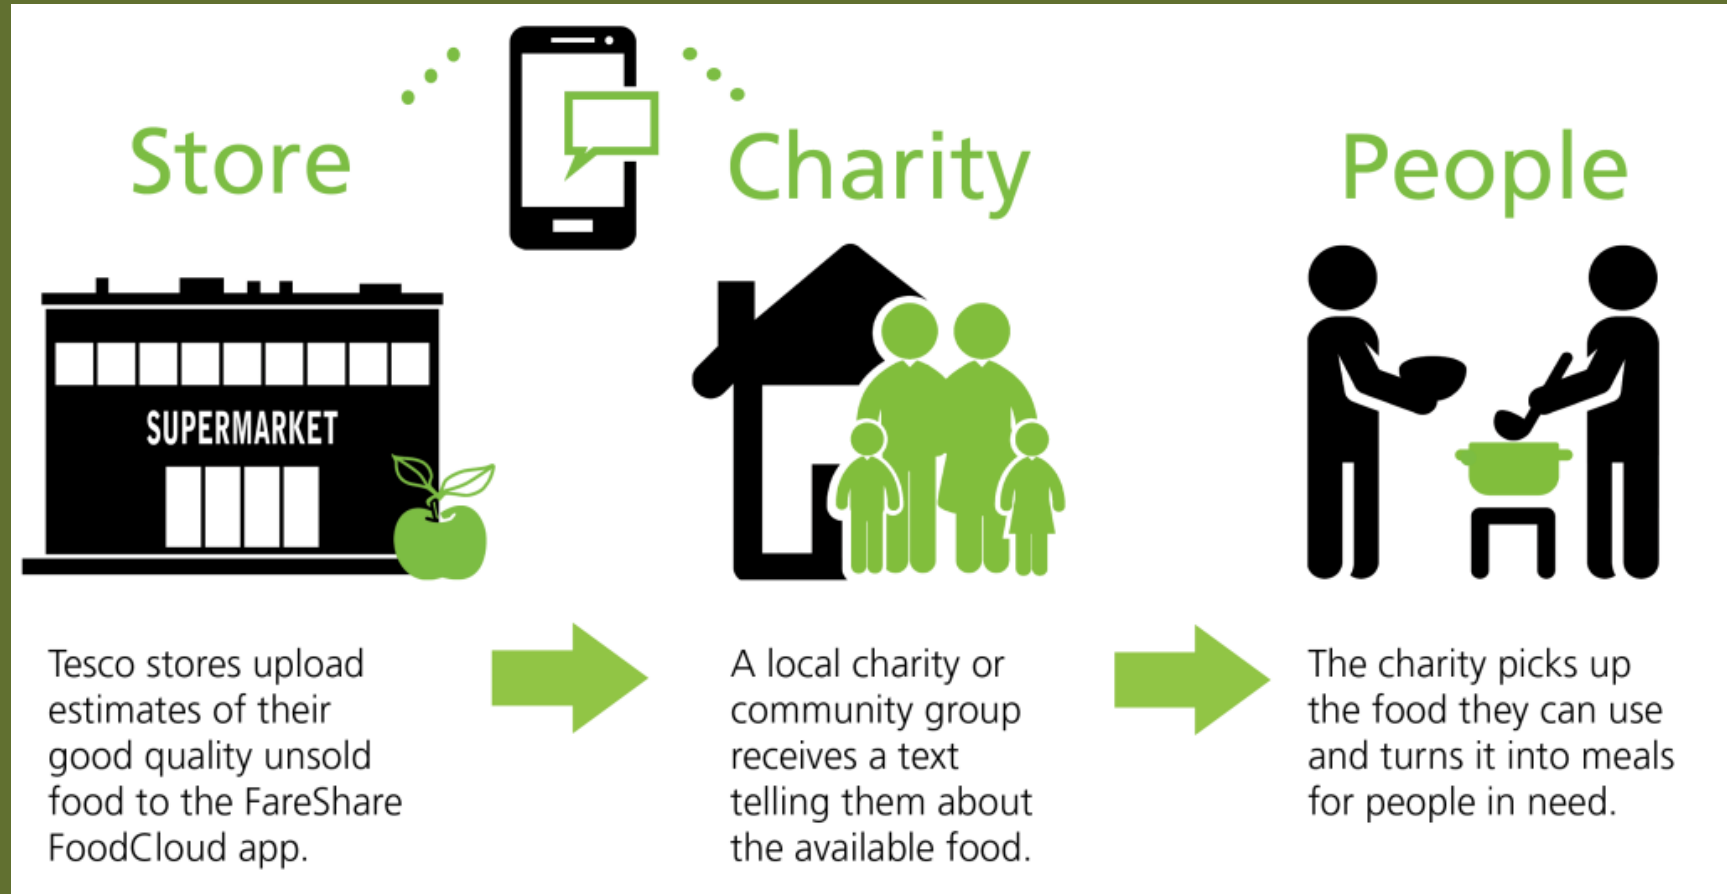 Store
Charity
People
SUPERMARKET
Tesco stores upload
estimates of their
good quality unsold
food to the FareShare
FoodCloud app.
A local charity or
community group
receives a text
telling them about
the available food.
The charity picks up
the food they can use
and turns it into meals
for people in need.